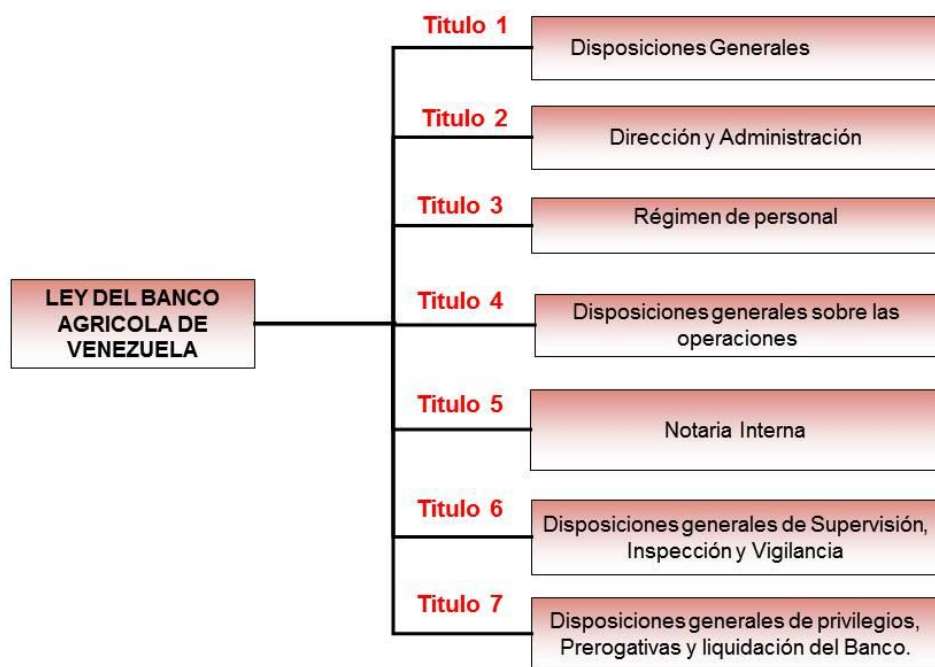 Titulo 1
Disposiciones Generales
Titulo 2
Dirección y Administración
Titulo 3
Régimen de personal
LEY DEL BANCO
AGRICOLA DE
VENEZUELA
Titulo 4
Disposiciones generales sobre las
operaciones
Titulo 5
Notaria Interna
Titulo 6
Disposiciones generales de Supervisión,
Inspección y Vigilancia
Titulo 7
Disposiciones generales de privilegios,
Prerogativas y liquidación del Banco.